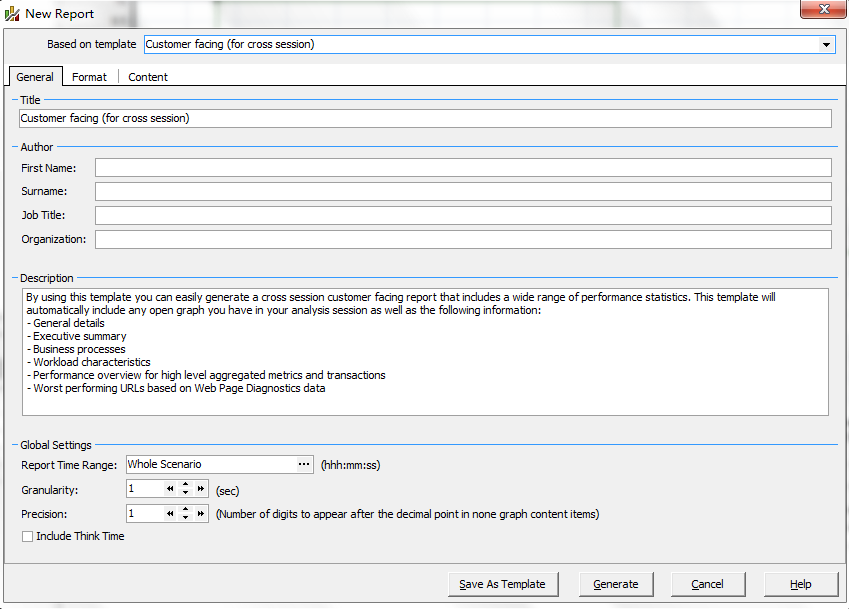 New Report
Based on template Customer facing (for cross session)
General Format Content
Title
Customer facing (for cross session)
Author
First Name:
Surname:
Job Title:
Organization:
Description
By using this template you can easily generate a cross session customer facing report that includes a wide range of performance statistics. This template will
automatically include any open graph you have in your analysis session as well as the following information:
- General details
- Executive summary
- Business processes
- Workload characteristics
- Performance overview for high level aggregated metrics and transactions
- Worst performing URLs based on Web Page Diagnostics data
Global Settings
Report Time Range: Whole Scenario ... (hhh:mm:ss)
Granularity: 1 (sec)
Precision: 1 (Number of digits to appear after the decimal point in none graph content items)
Include Think Time
Save As Template Generate Cancel Help